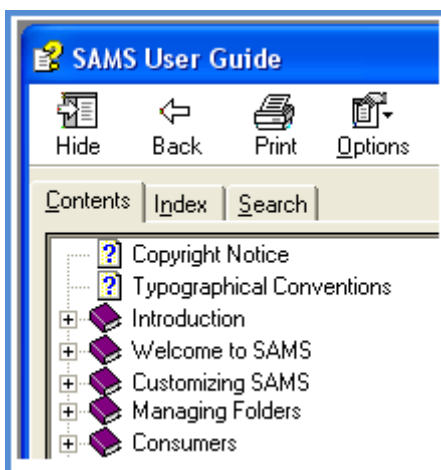 SAMS User Guide
Hide Back Print Options
Contents Index Search
Copyright Notice
Typographical Conventions
Introduction
Welcome to SAMS
Customizing SAMS
Managing Folders
Consumers